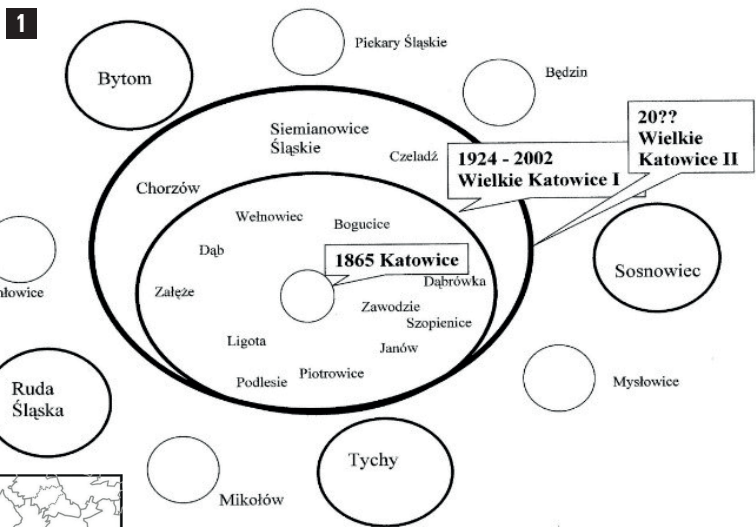 1
Piekary Śląskie
Bytom
Będzin
20??
Wielkie
Katowice II
Siemianowice
Śląskie
Czeladź
1924 - 2002
Wielkie Katowice I
Chorzów
Wełnowiec
Bogucice
Dąb
1865 Katowice
Sosnowiec
Dąbrówka
Załęże
Zawodzie
Szopienice
Ligota
Janów
Podlesie
Piotrowice
Mysłowice
Ruda
Śląska
Tychy
Mikołów